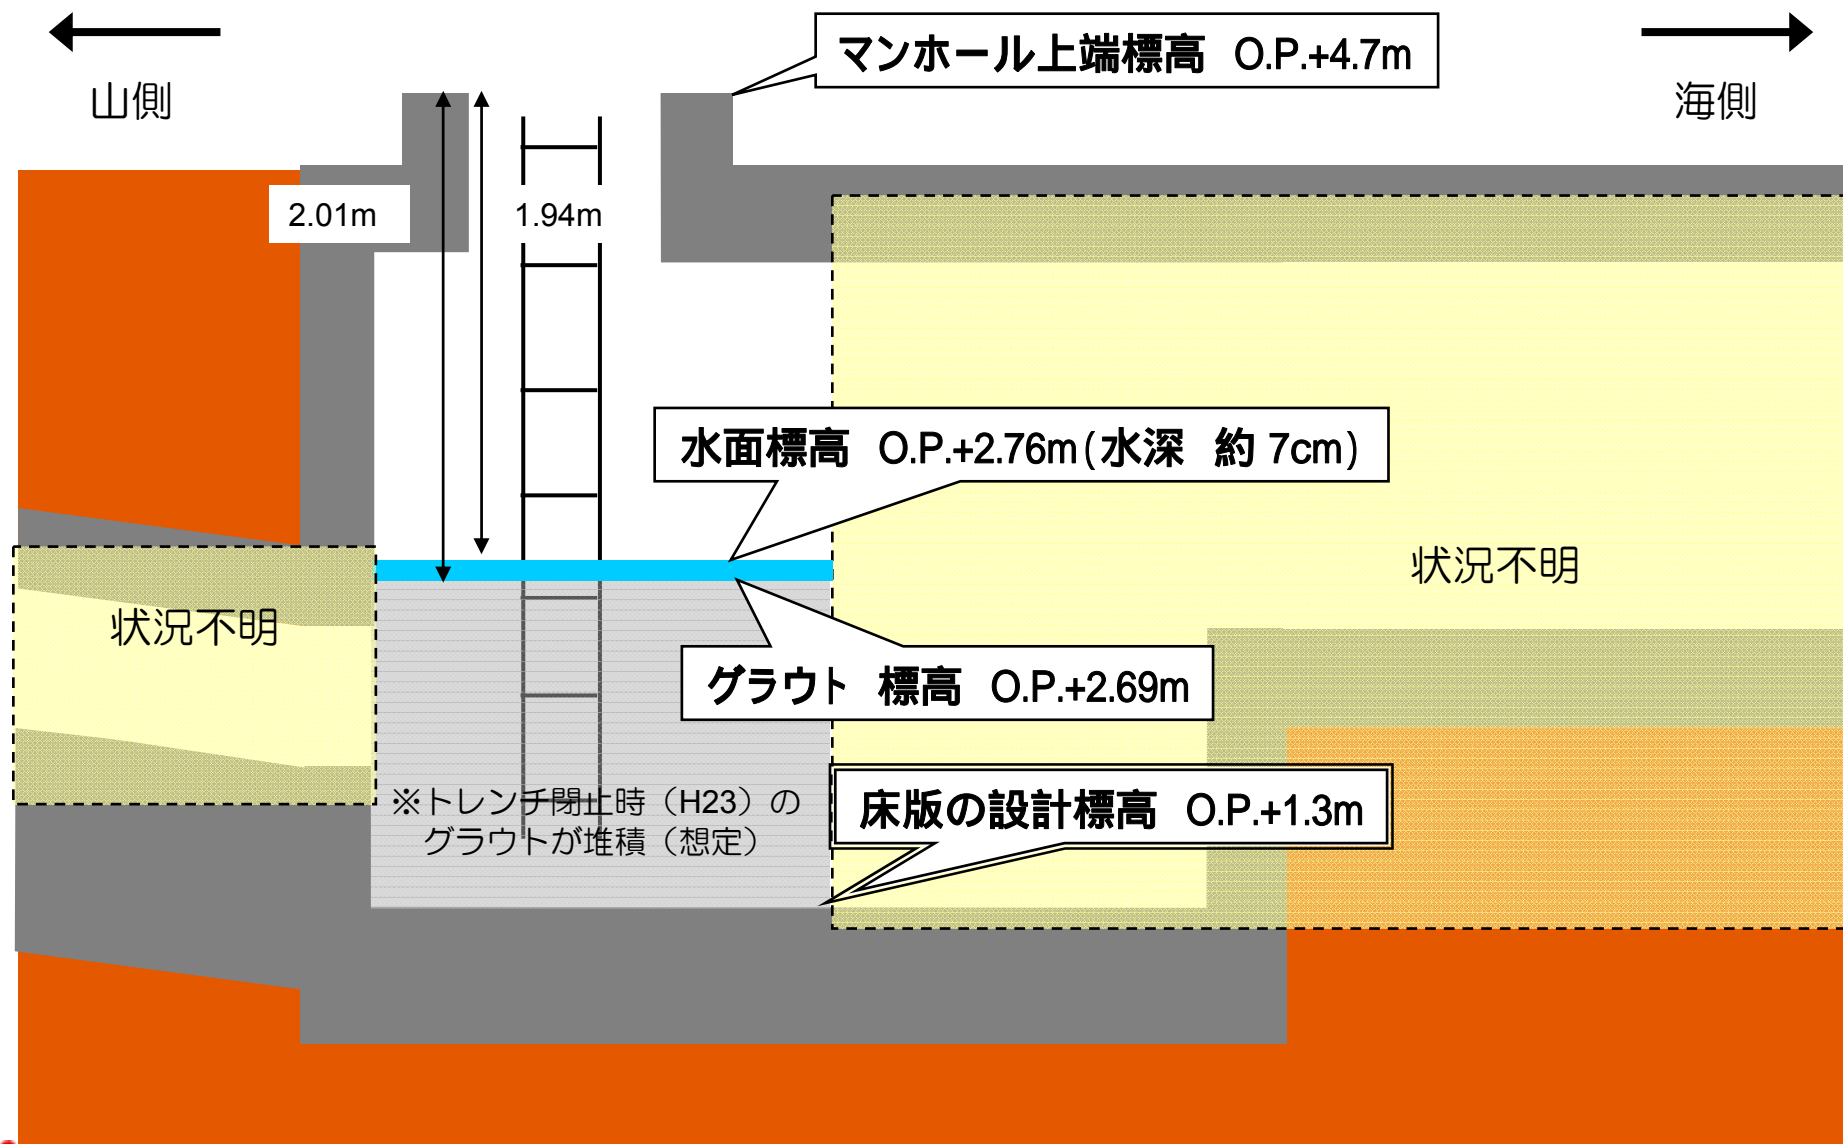 マンホール上端標高 O.P.+4.7m
山側
海側
2.01m
1.94m
水面標高 O.P.+2.76m(水深 約 7cm)
状況不明
状況不明
グラウト 標高 O.P.+2.69m
※トレンチ閉止時（H23）の
グラウトが堆積（想定）
床版の設計標高 O.P.+1.3m